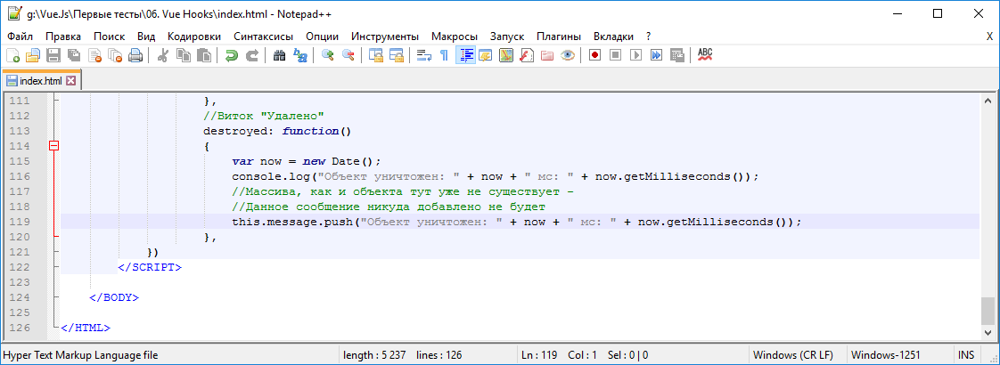 g:\Vue.Js\Первые тесты\06. Vue Hooks\index.html - Notepad++
Файл Правка Поиск Вид Кодировки Синтаксисы Опции Инструменты Макросы Запуск Плагины Вкладки ? X
ABC
index.html
111 },
112 //Виток "Удалено"
113 destroyed: function()
114 {
115 var now = new Date();
116 console.log("Объект уничтожен: " + now + " мс: " + now.getMilliseconds());
117 //Массива, как и объекта тут уже не существует -
118 //Данное сообщение никуда добавлено не будет
119 this.message.push("Объект уничтожен: " + now + " мс: " + now.getMilliseconds());
120 },
121 })
122 </SCRIPT>
123
124 </BODY>
125
126 </HTML>
Hyper Text Markup Language file length : 5 237 lines : 126 Ln : 119 Col : 1 Sel : 0 | 0 Windows (CR LF) Windows-1251 INS